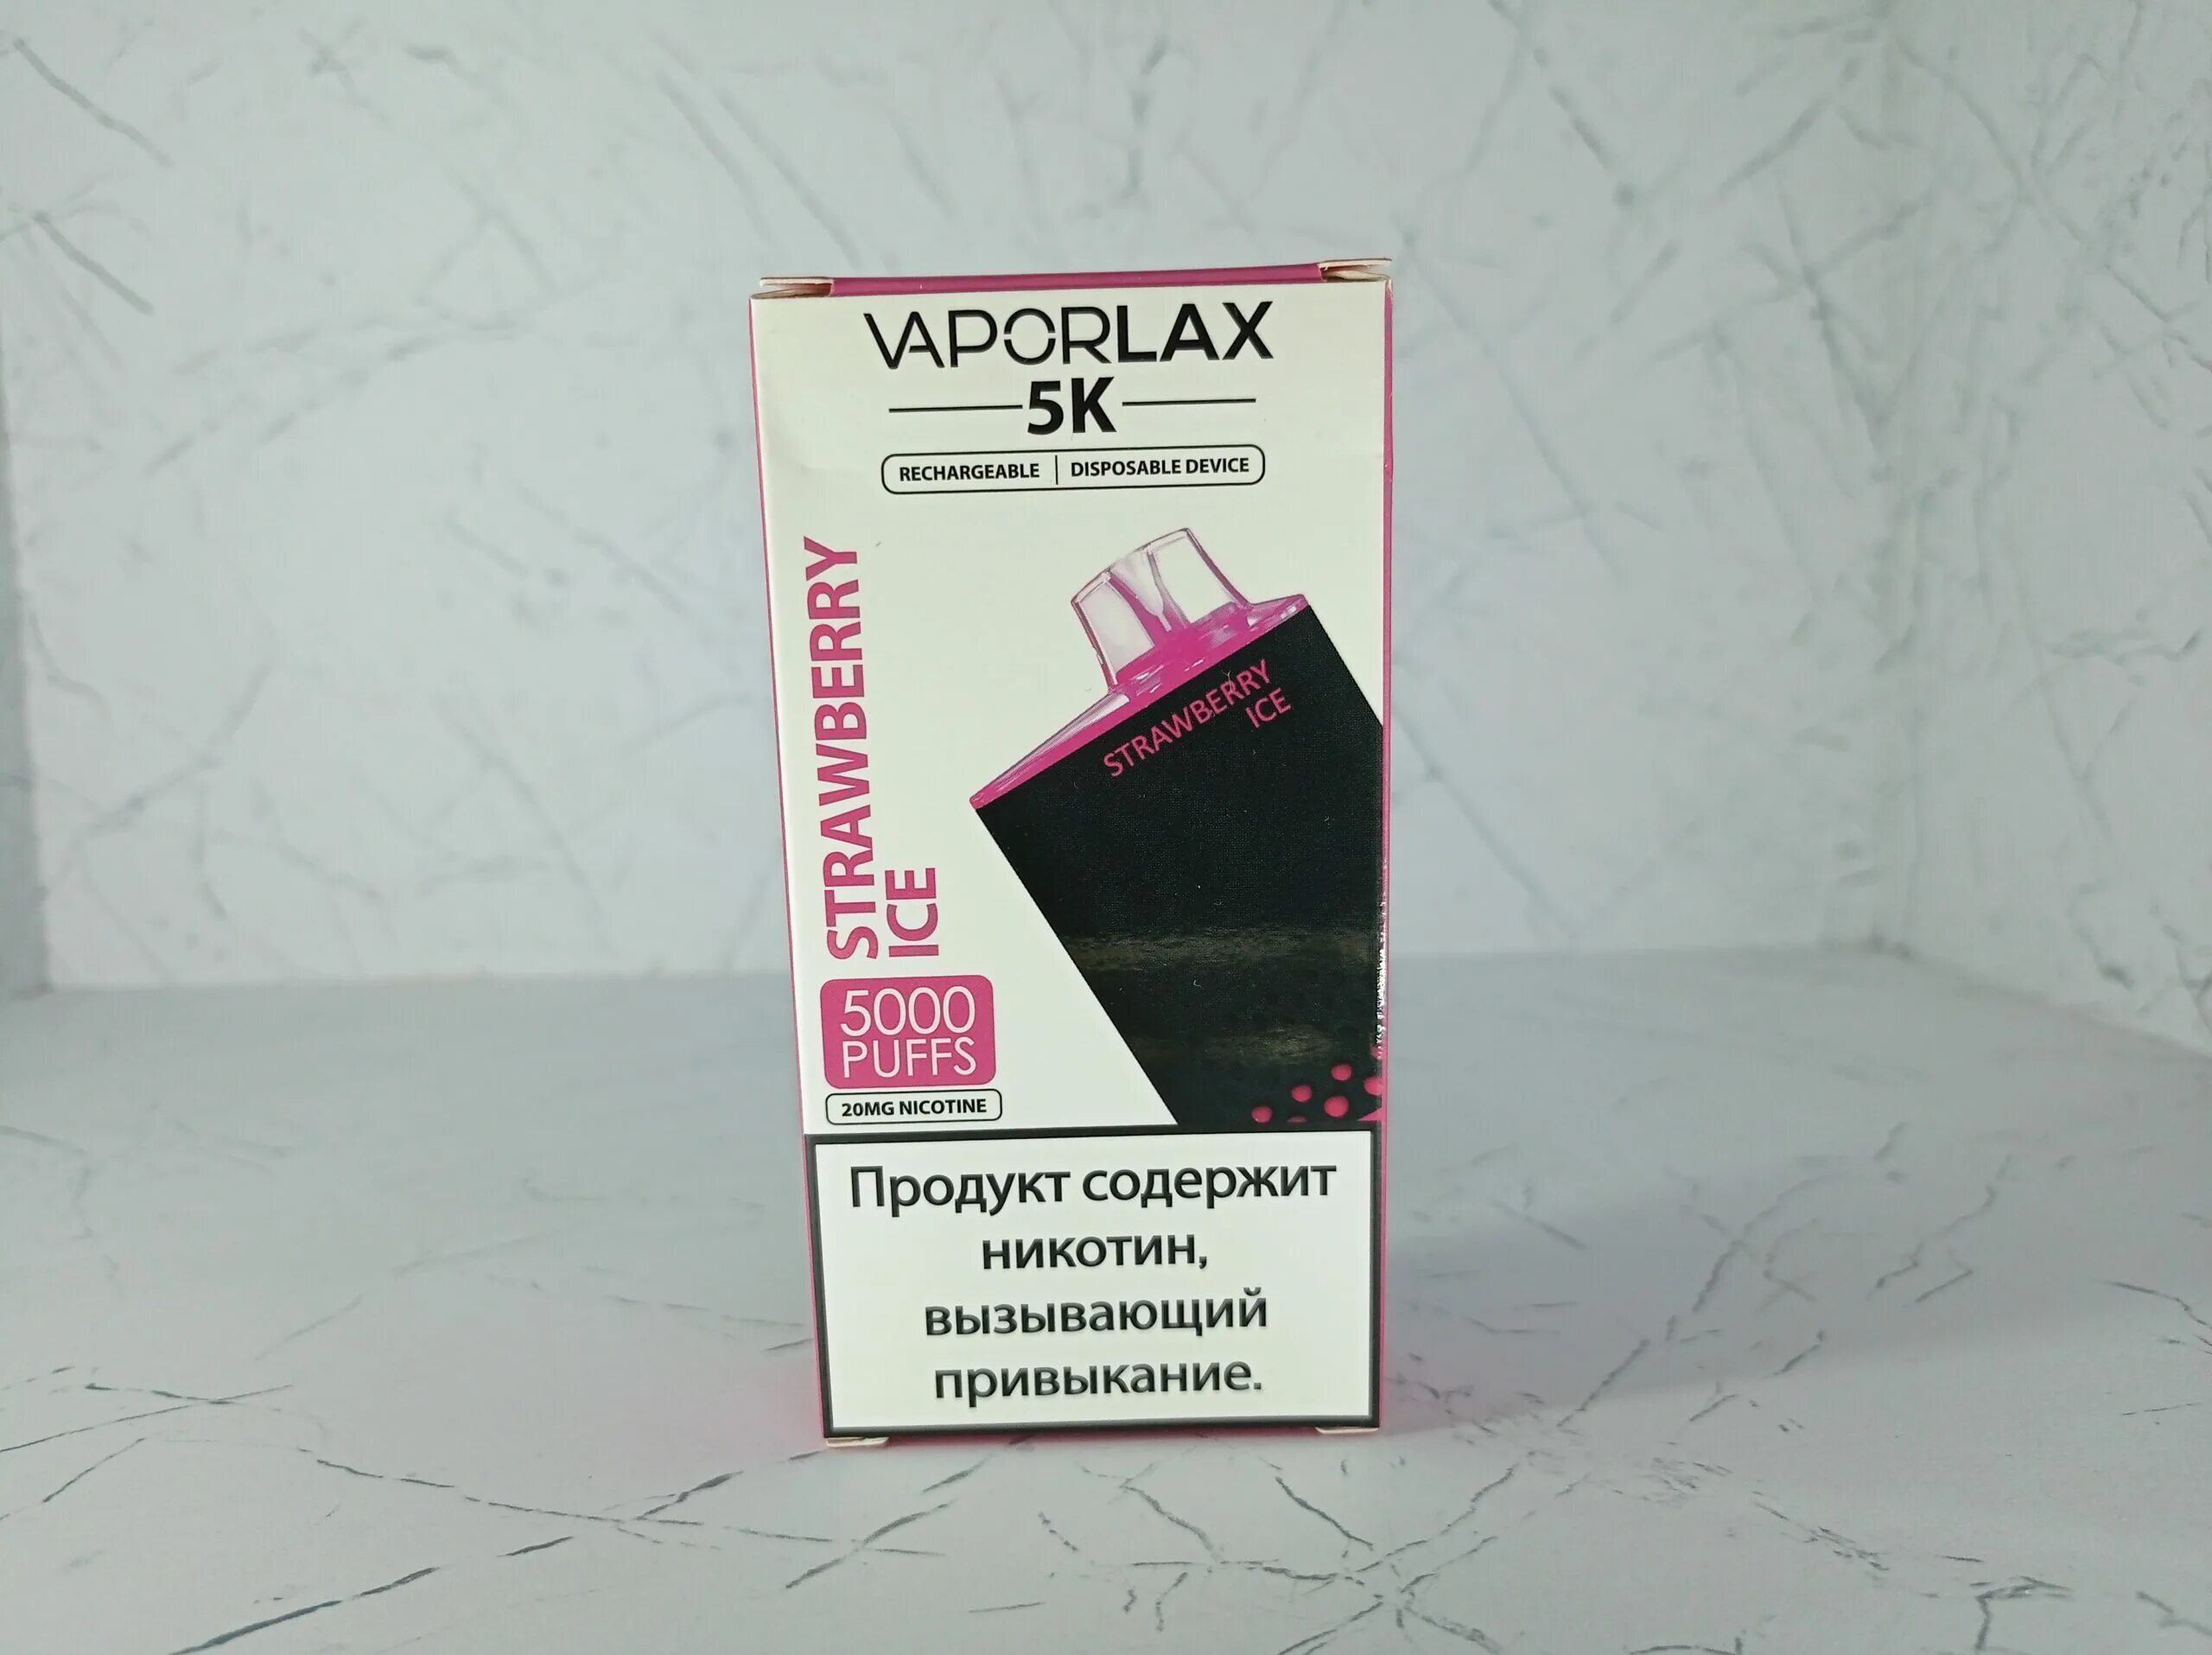 VAPORLAX
5K
RECHARGEABLE | DISPOSABLE DEVICE
STRAWBERRY
ICE
STRAWBERRY
ICE
5000
PUFFS
20MG NICOTINE
Продукт содержит
никотин,
вызывающий
привыкание.